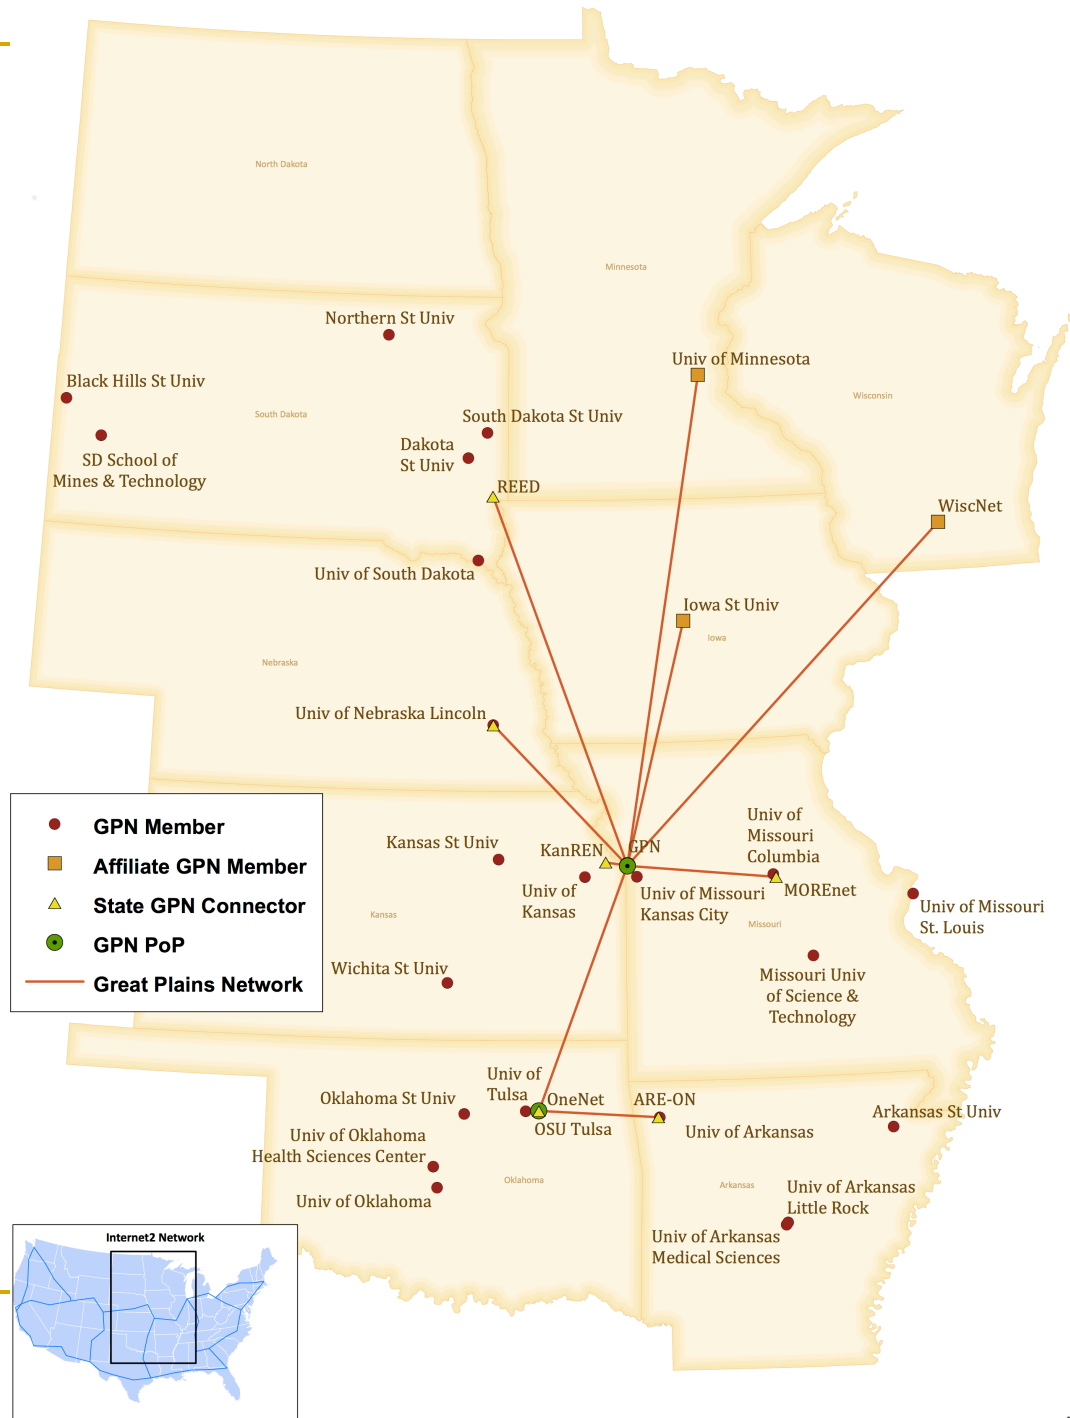 North Dakota
Minnesota
Northern St Univ
Univ of Minnesota
Black Hills St Univ
Wisconsin
South Dakota
South Dakota St Univ
Dakota
St Univ
SD School of
Mines & Technology
REED
WiscNet
Univ of South Dakota
Iowa St Univ
Iowa
Nebraska
Univ of Nebraska Lincoln
GPN Member
Affiliate GPN Member
State GPN Connector
GPN PoP
Great Plains Network
Kansas St Univ
KanREN
GPN
Univ of
Missouri
Columbia
MOREnet
Univ of
Kansas
Univ of Missouri
Kansas City
Univ of Missouri
St. Louis
Kansas
Missouri
Wichita St Univ
Missouri Univ
of Science &
Technology
Univ of
Tulsa
OneNet
OSU Tulsa
ARE-ON
Univ of Arkansas
Arkansas St Univ
Oklahoma St Univ
Univ of Oklahoma
Health Sciences Center
Univ of Oklahoma
Oklahoma
Arkansas
Univ of Arkansas
Little Rock
Univ of Arkansas
Medical Sciences
Internet2 Network